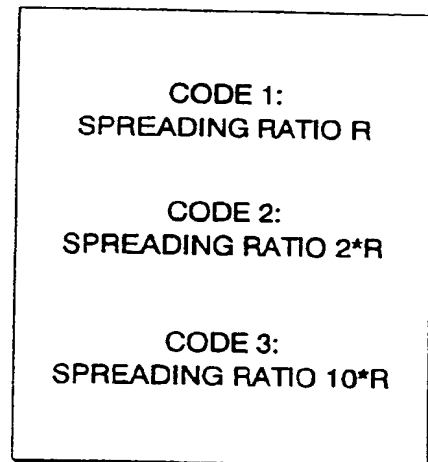 CODE 1:
SPREADING RATIO R
CODE 2:
SPREADING RATIO 2*R
CODE 3:
SPREADING RATIO 10*R